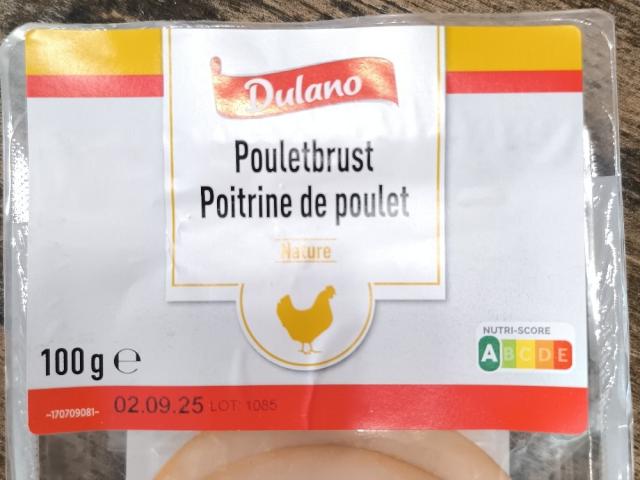 Dulano
Pouletbrust
Poitrine de poulet
Nature
NUTRI-SCORE
A B C D E
100 g ℮
-170709081- 02.09.25 LOT: 1085